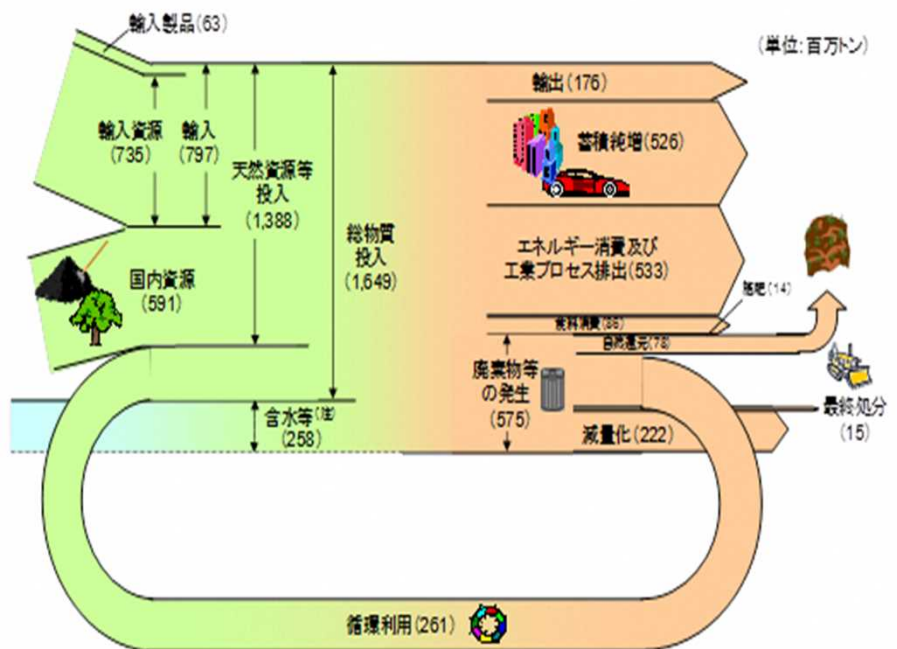 輸入製品(63)
(単位:百万トン)
輸入資源
(735)
輸入
(797)
天然資源等
投入
(1,388)
総物質
投入
(1,649)
国内資源
(591)
含水等(注)
(258)
輸出(176)
蓄積純増(526)
エネルギー消費及び
工業プロセス排出(533)
施肥(14)
食料消費(86)
自然還元(78)
廃棄物等
の発生
(575)
減量化(222)
最終処分
(15)
循環利用(261)